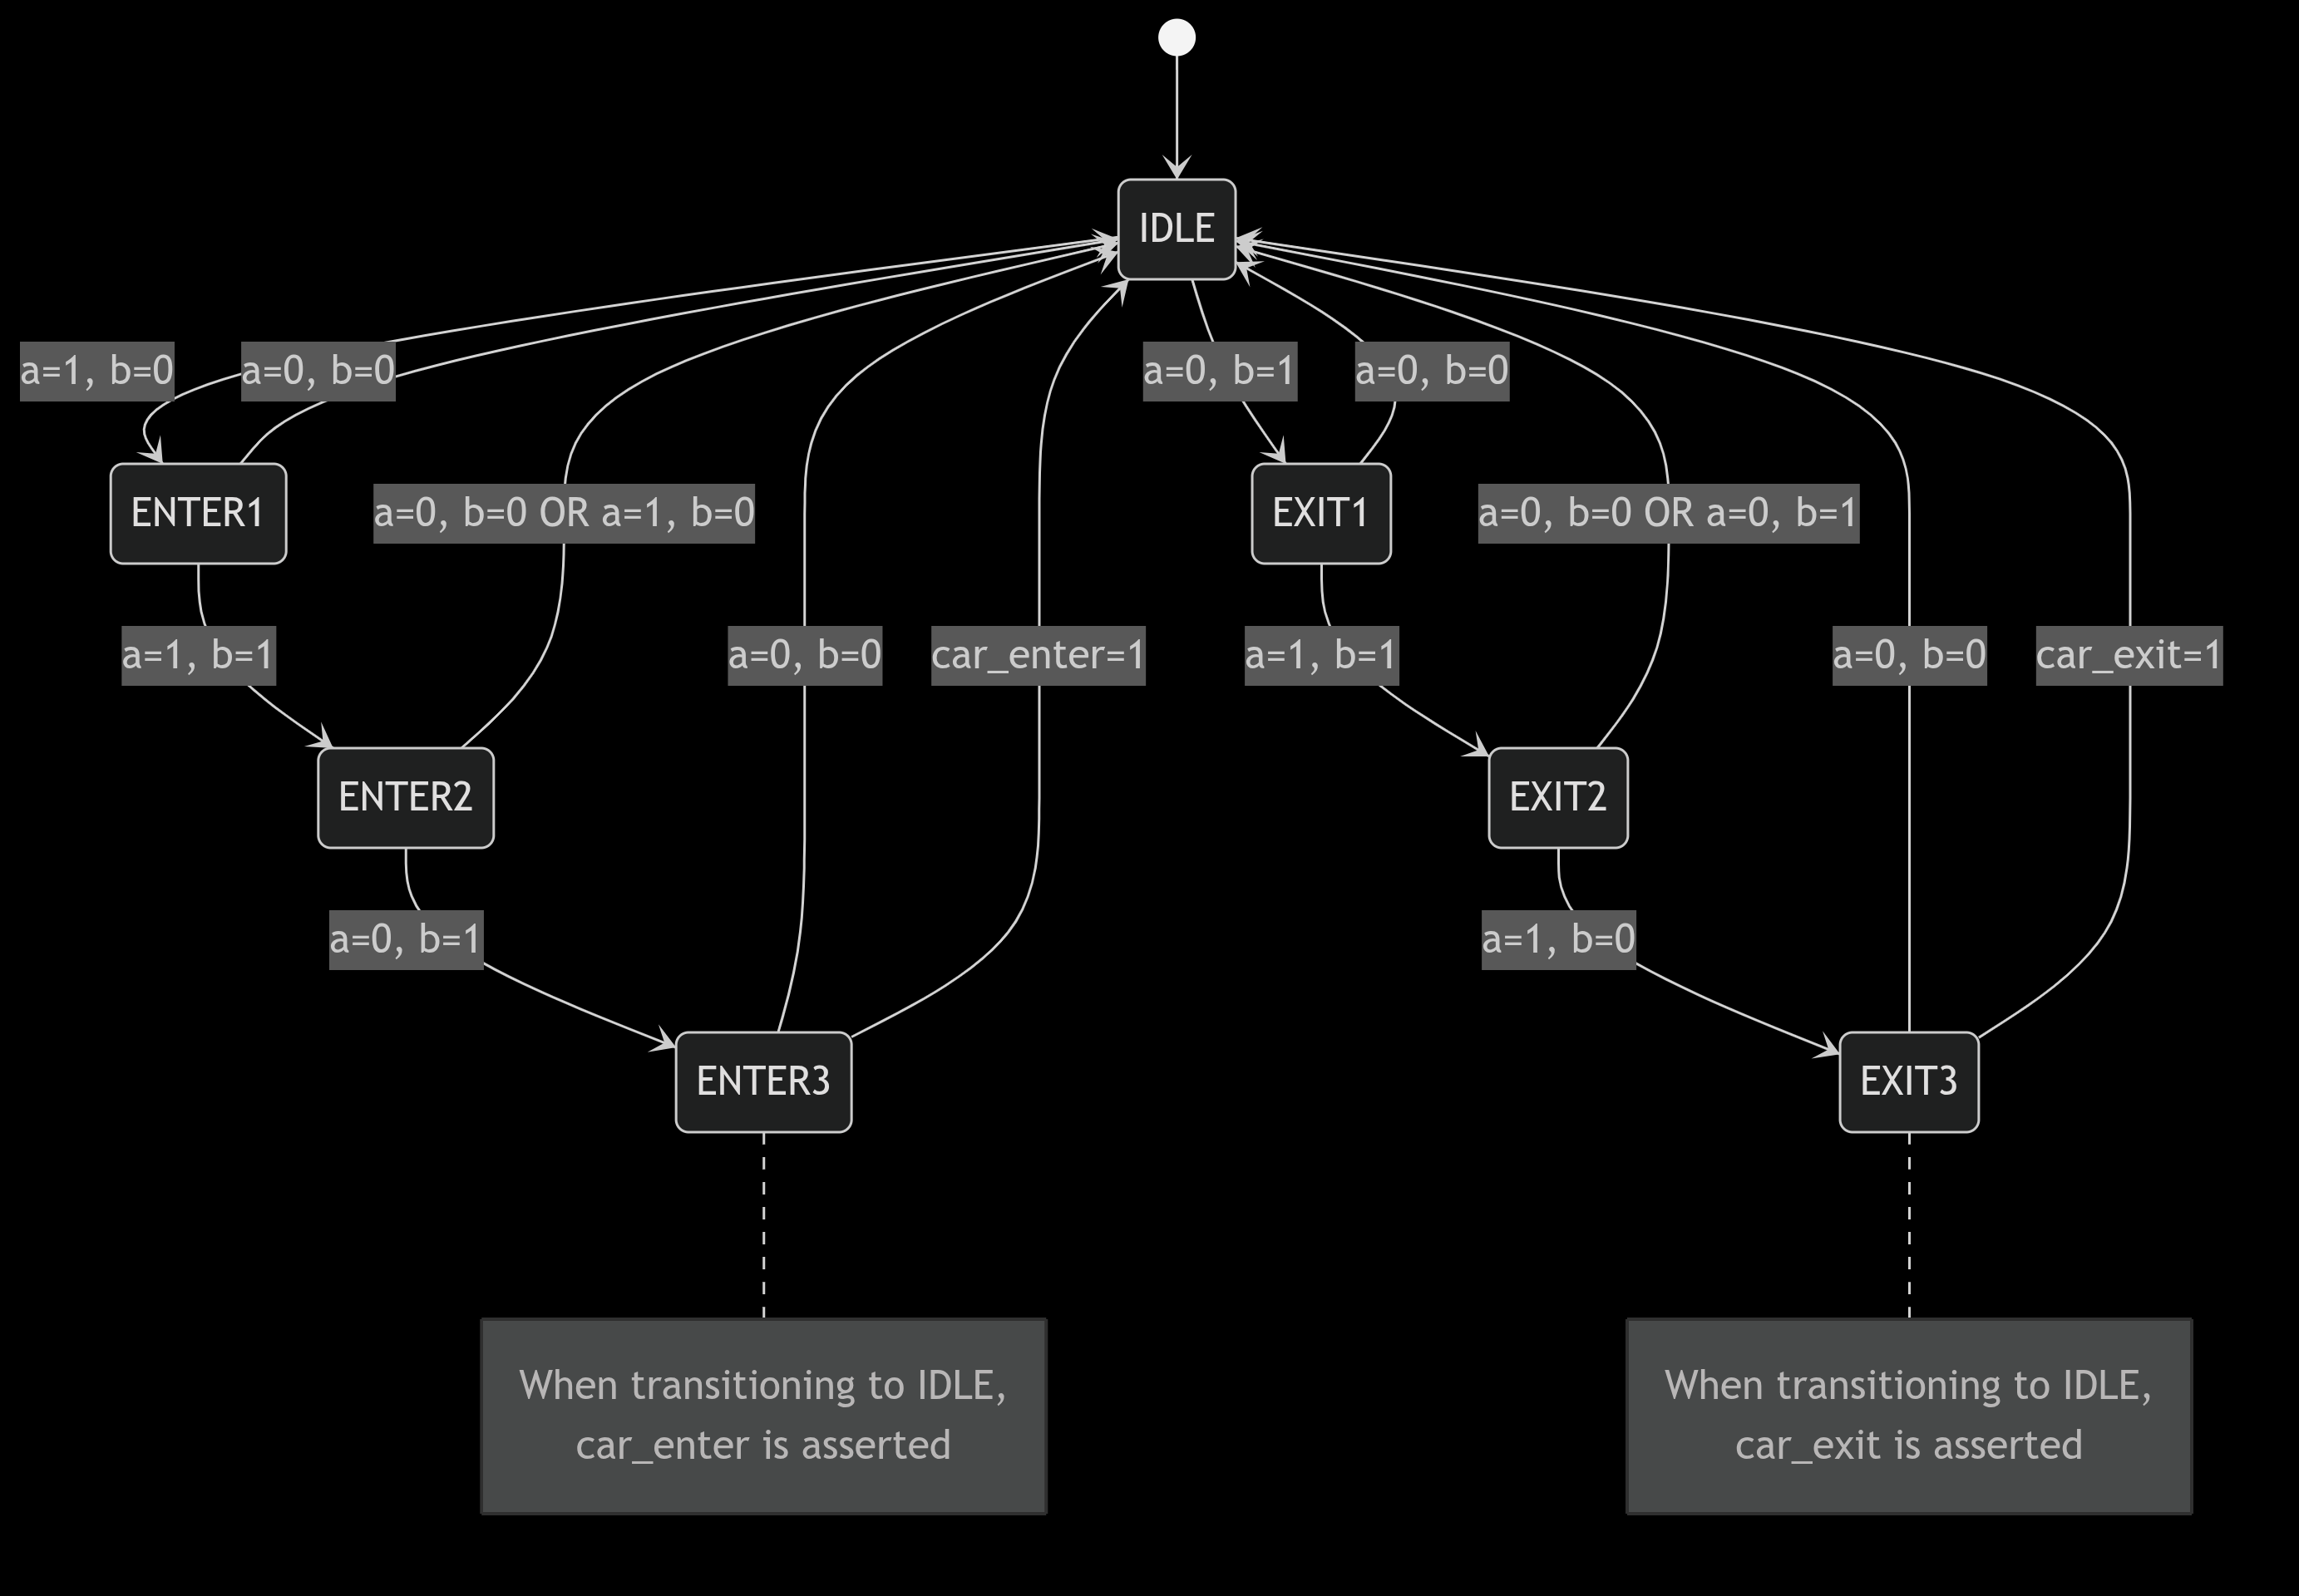 IDLE
a=1, b=0
a=0, b=0
a=0, b=1
a=0, b=0
ENTER1
a=0, b=0 OR a=1, b=0
EXIT1
a=0, b=0 OR a=0, b=1
a=1, b=1
a=0, b=0
car_enter=1
a=1, b=1
a=0, b=0
car_exit=1
ENTER2
EXIT2
a=0, b=1
a=1, b=0
ENTER3
EXIT3
When transitioning to IDLE,
car_enter is asserted
When transitioning to IDLE,
car_exit is asserted